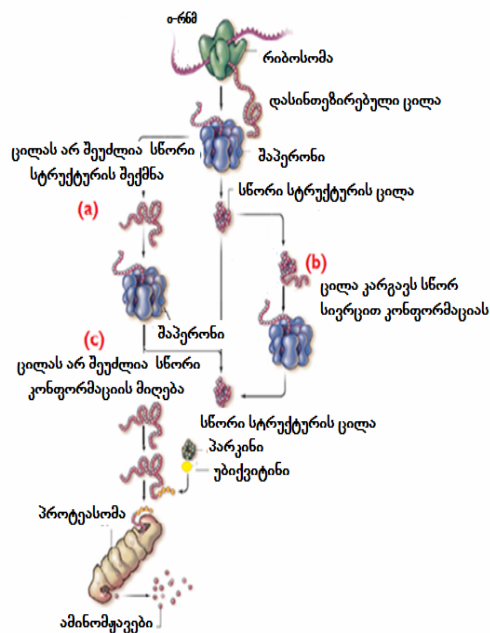 ი-რნმ
რიბოსომა
დასინთეზირებული ცილა
ცილას არ შეუძლია სწორი
სტრუქტურის შექმნა
შაპერონი
სწორი სტრუქტურის ცილა
(a)
(b)
ცილა კარგავს სწორ
სივრცით კონფორმაციას
შაპერონი
(c)
ცილას არ შეუძლია სწორი
კონფორმაციის მიღება
სწორი სტრუქტურის ცილა
პარკინი
უბიქვიტინი
პროტეასომა
ამინომჟავები